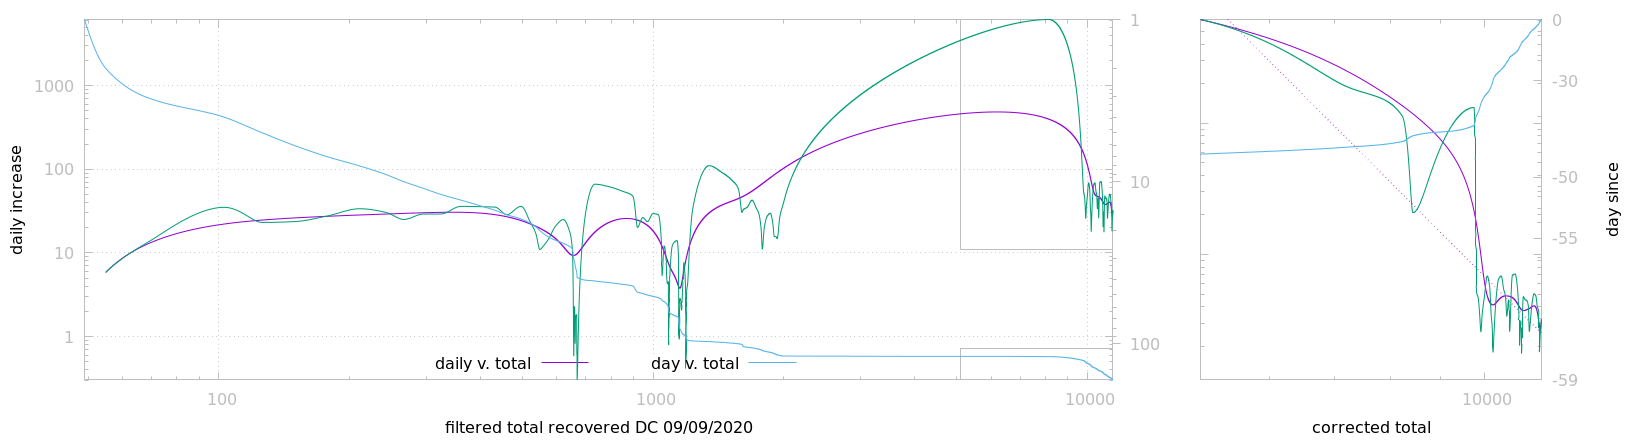 daily increase
1000
100
10
1
1
10
100
daily v. total
day v. total
100
1000
10000
filtered total recovered DC 09/09/2020
0
-30
-50
-55
-59
day since
10000
corrected total